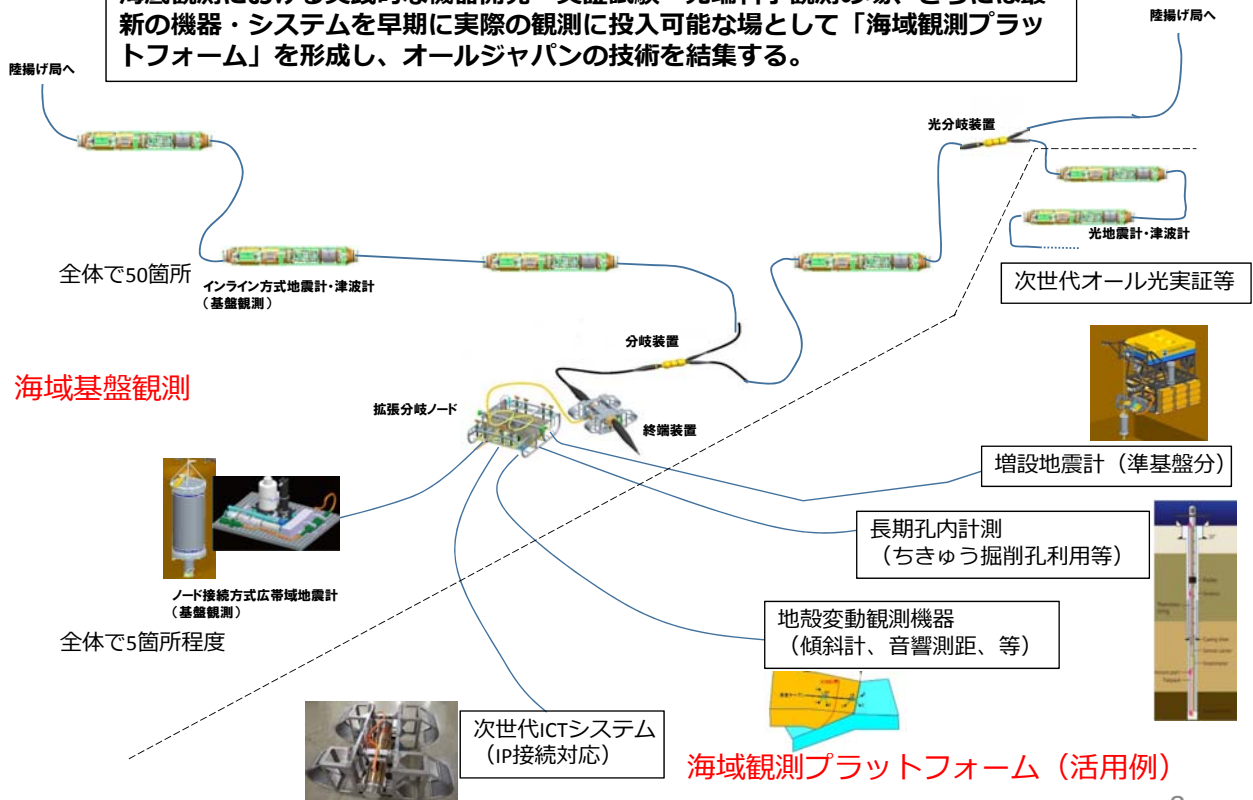 新の機器・システムを早期に実際の観測に投入可能な場として「海域観測プラッ
トフォーム」を形成し、オールジャパンの技術を結集する。
陸揚げ局へ
陸揚げ局へ
光分岐装置
光地震計・津波計
次世代オール光実証等
全体で50箇所
インライン方式地震計・津波計
（基盤観測）
分岐装置
海域基盤観測
拡張分岐ノード
終端装置
増設地震計（準基盤分）
長期孔内計測
（ちきゅう掘削孔利用等）
ノード接続方式広帯域地震計
（基盤観測）
全体で5箇所程度
地殻変動観測機器
（傾斜計、音響測距、等）
次世代ICTシステム
（IP接続対応）
海域観測プラットフォーム（活用例）